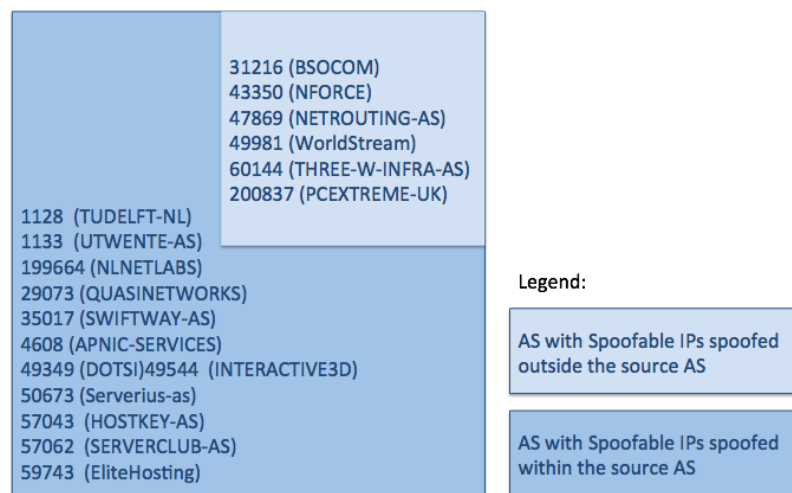 31216 (BSOCOM)
43350 (NFORCE)
47869 (NETROUTING-AS)
49981 (WorldStream)
60144 (THREE-W-INFRA-AS)
200837 (PCEXTREME-UK)
1128 (TUDELFT-NL)
1133 (UTWENTE-AS)
199664 (NLNETLABS)
29073 (QUASINETWORKS)
35017 (SWIFTWAY-AS)
4608 (APNIC-SERVICES)
49349 (DOTSI)49544 (INTERACTIVE3D)
50673 (Serverius-as)
57043 (HOSTKEY-AS)
57062 (SERVERCLUB-AS)
59743 (EliteHosting)
Legend:
AS with Spoofable IPs spoofed
outside the source AS
AS with Spoofable IPs spoofed
within the source AS